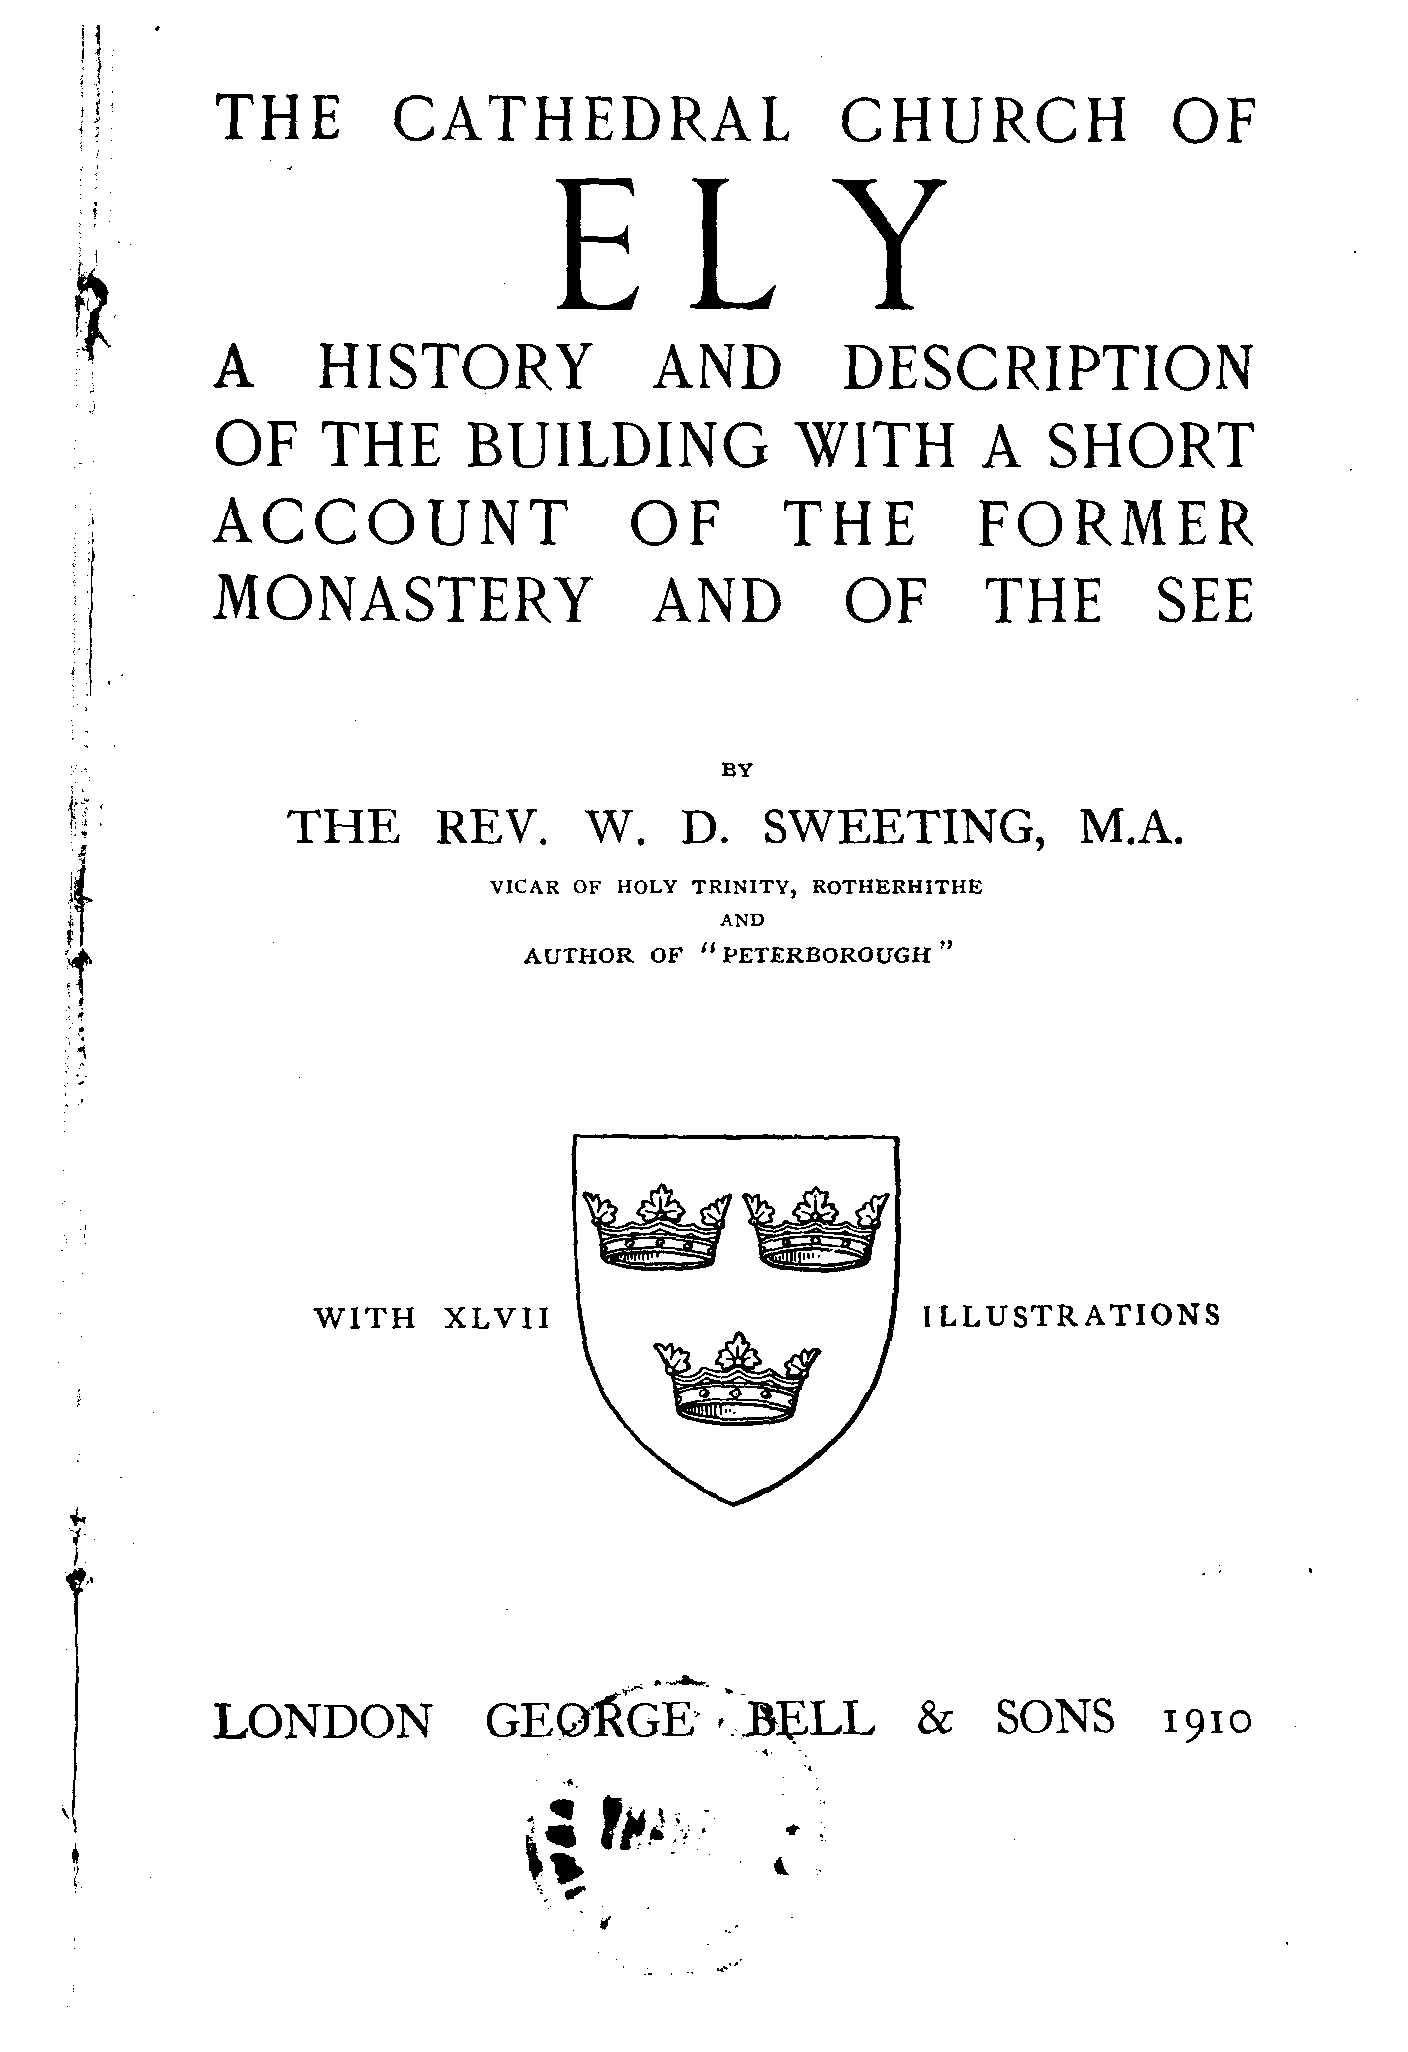 THE CATHEDRAL CHURCH OF
ELY
A HISTORY AND DESCRIPTION
OF THE BUILDING WITH A SHORT
ACCOUNT OF THE FORMER
MONASTERY AND OF THE SEE
BY
THE REV. W. D. SWEETING, M.A.
VICAR OF HOLY TRINITY, ROTHERHITHE
AND
AUTHOR OF "PETERBOROUGH"
WITH XLVII ILLUSTRATIONS
LONDON GEORGE BELL & SONS 1910